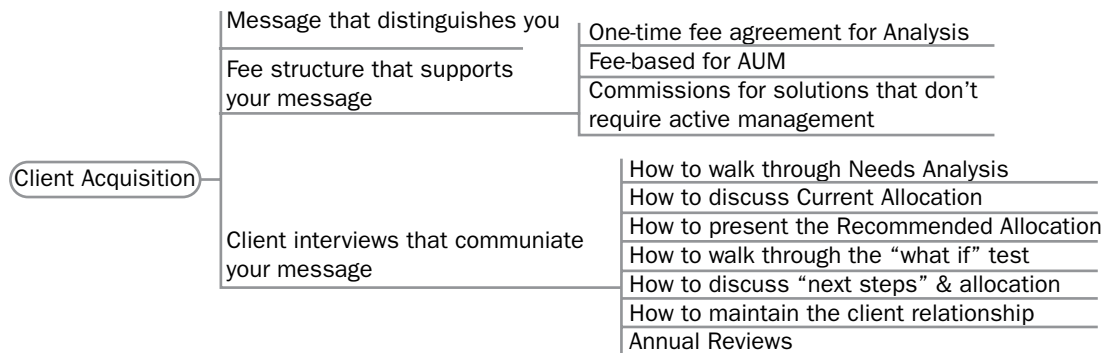 Client Acquisition
Message that distinguishes you
Fee structure that supports
your message
One-time fee agreement for Analysis
Fee-based for AUM
Commissions for solutions that don’t
require active management
Client interviews that communiate
your message
How to walk through Needs Analysis
How to discuss Current Allocation
How to present the Recommended Allocation
How to walk through the “what if” test
How to discuss “next steps” & allocation
How to maintain the client relationship
Annual Reviews